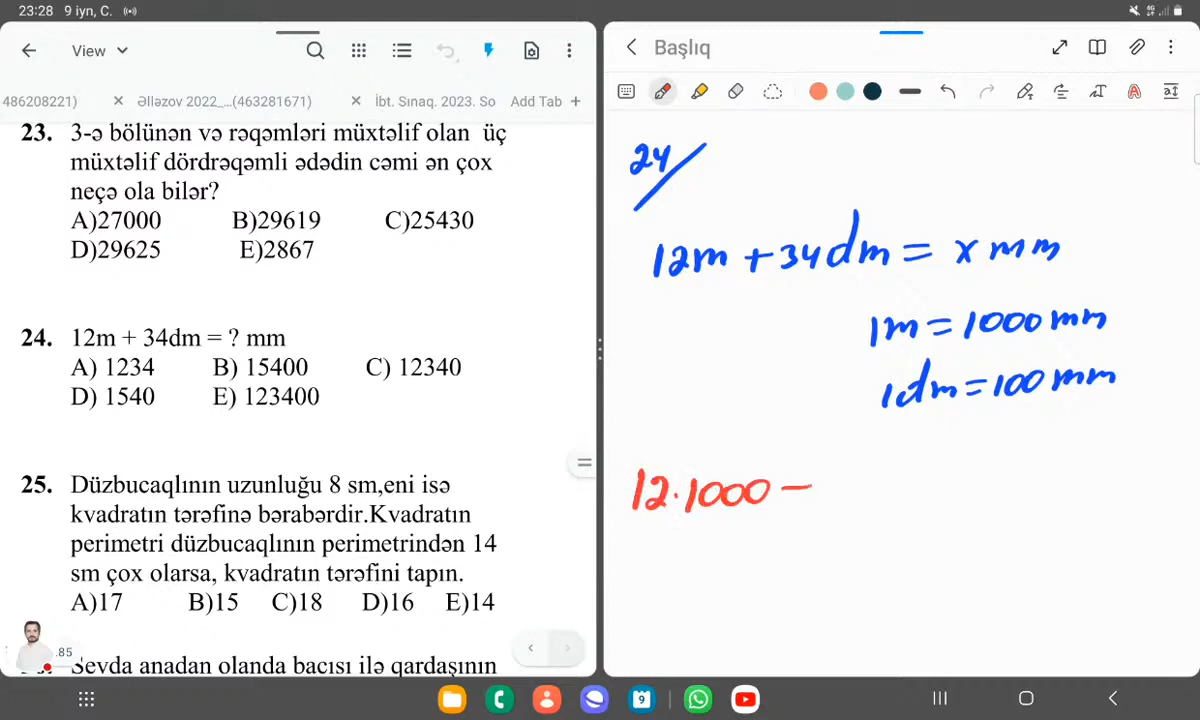 23:28 9 iyn, C.
View
486208221)
Əlləzov 2022_...(463281671)
İbt. Sınaq. 2023. So
Add Tab +
23. 3-ə bölünən və rəqəmləri müxtəlif olan üç
müxtəlif dördrəqəmli ədədin cəmi ən çox
neçə ola bilər?
A)27000 B)29619 C)25430
D)29625 E)2867
24. 12m + 34dm = ? mm
A) 1234 B) 15400 C) 12340
D) 1540 E) 123400
25. Düzbucaqlının uzunluğu 8 sm,eni isə
kvadratın tərəfinə bərabərdir.Kvadratın
perimetri düzbucaqlının perimetrindən 14
sm çox olarsa, kvadratın tərəfini tapın.
A)17 B)15 C)18 D)16 E)14
.85
Sevda anadan olanda bacısı ilə qardaşının
Başlıq
24/
12m + 34dm = x mm
1m = 1000 mm
1dm = 100 mm
12·1000 –
9